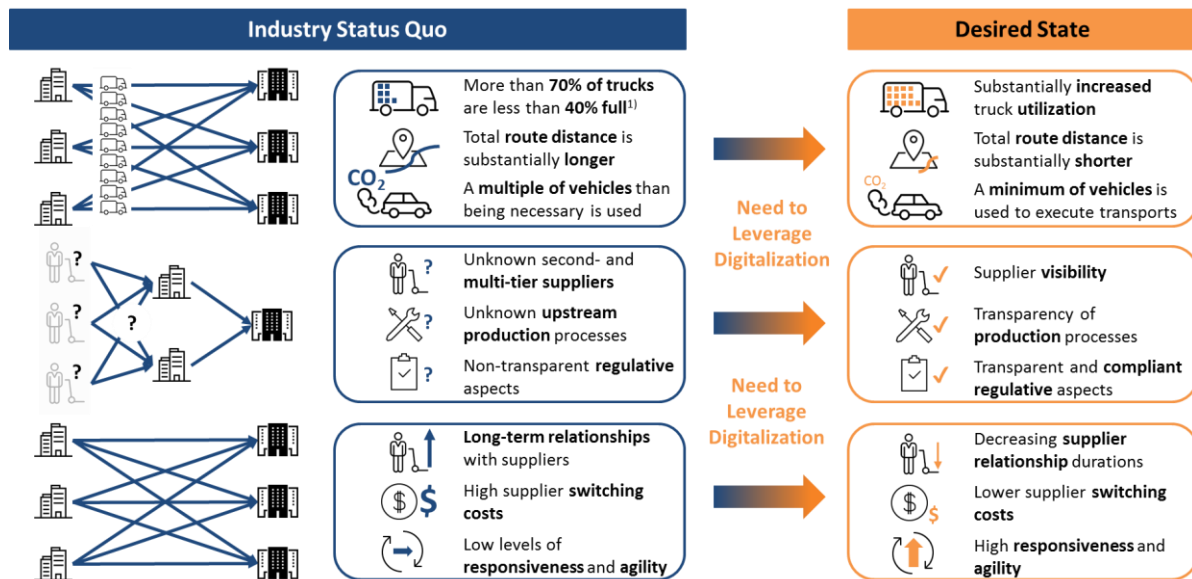 Industry Status Quo
Desired State
More than 70% of trucks
are less than 40% full1)
Total route distance is
substantially longer
CO2
A multiple of vehicles than
being necessary is used
Need to
Leverage
Digitalization
Substantially increased
truck utilization
Total route distance is
substantially shorter
CO2
A minimum of vehicles is
used to execute transports
?
?
?
?
?
Unknown second- and
multi-tier suppliers
?
Unknown upstream
production processes
?
Non-transparent regulative
aspects
Need to
Leverage
Digitalization
Supplier visibility
Transparency of
production processes
Transparent and compliant
regulative aspects
Long-term relationships
with suppliers
$ $
High supplier switching
costs
Low levels of
responsiveness and agility
Decreasing supplier
relationship durations
$ $
Lower supplier switching
costs
High responsiveness and
agility